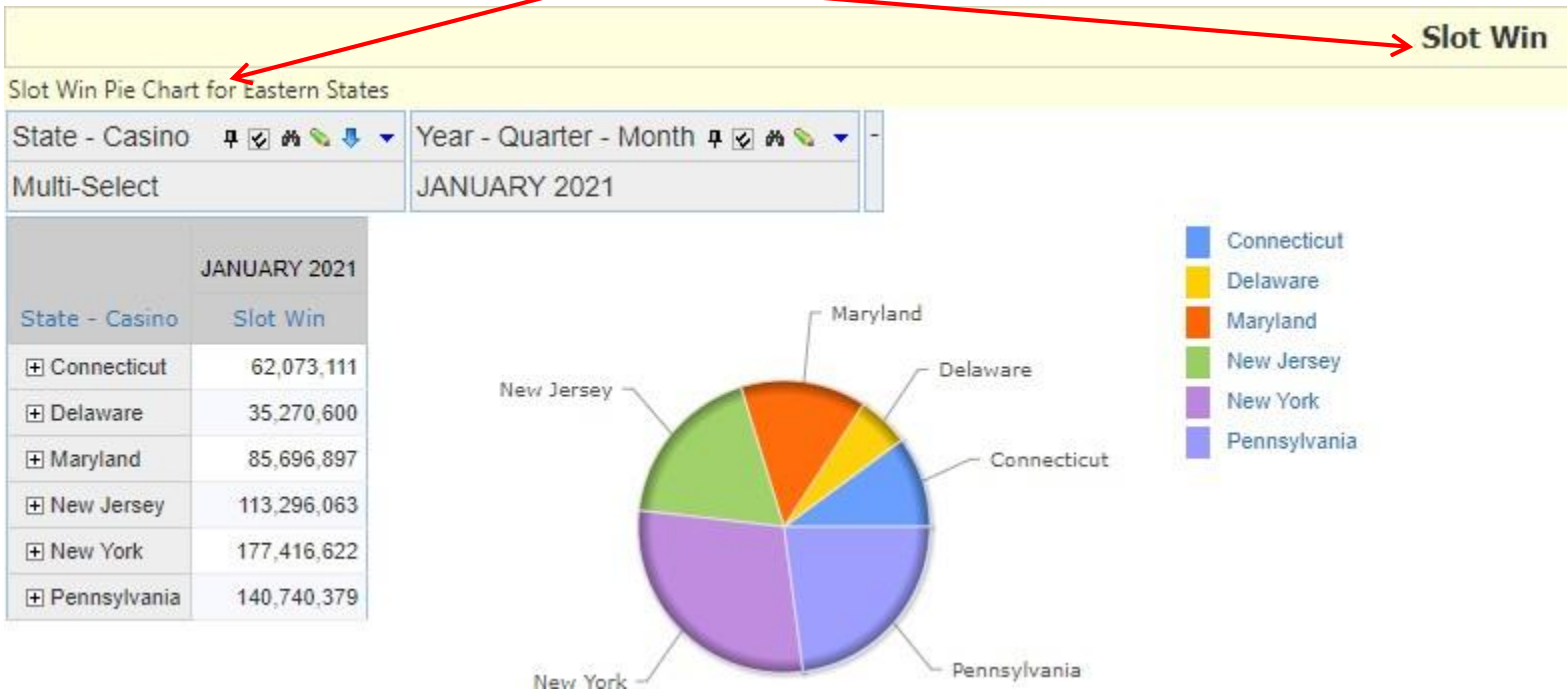 Slot Win
Slot Win Pie Chart for Eastern States
State - Casino
Year - Quarter - Month
-
Multi-Select
JANUARY 2021
JANUARY 2021
State - Casino
Slot Win
Connecticut 62,073,111
Delaware 35,270,600
Maryland 85,696,897
New Jersey 113,296,063
New York 177,416,622
Pennsylvania 140,740,379
Maryland
Delaware
New Jersey
Connecticut
New York
Pennsylvania
Connecticut
Delaware
Maryland
New Jersey
New York
Pennsylvania